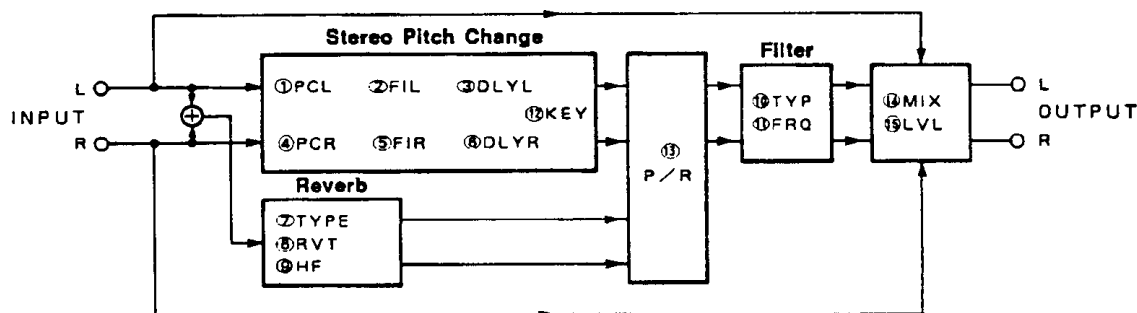 Stereo Pitch Change
Filter
L
INPUT
R
①PCL ②FIL ③DLYL
⑫KEY
④PCR ⑤FIR ⑥DLYR
⑬
P/R
⑩TYP
⑪FRQ
⑭MIX
⑮LVL
L
OUTPUT
R
Reverb
⑦TYPE
⑧RVT
⑨HF